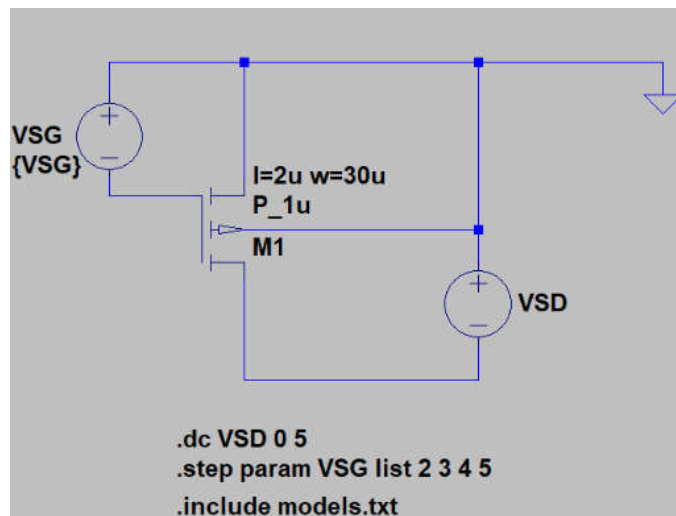 VSG
{VSG}
l=2u w=30u
P_1u
M1
VSD
.dc VSD 0 5
.step param VSG list 2 3 4 5
.include models.txt